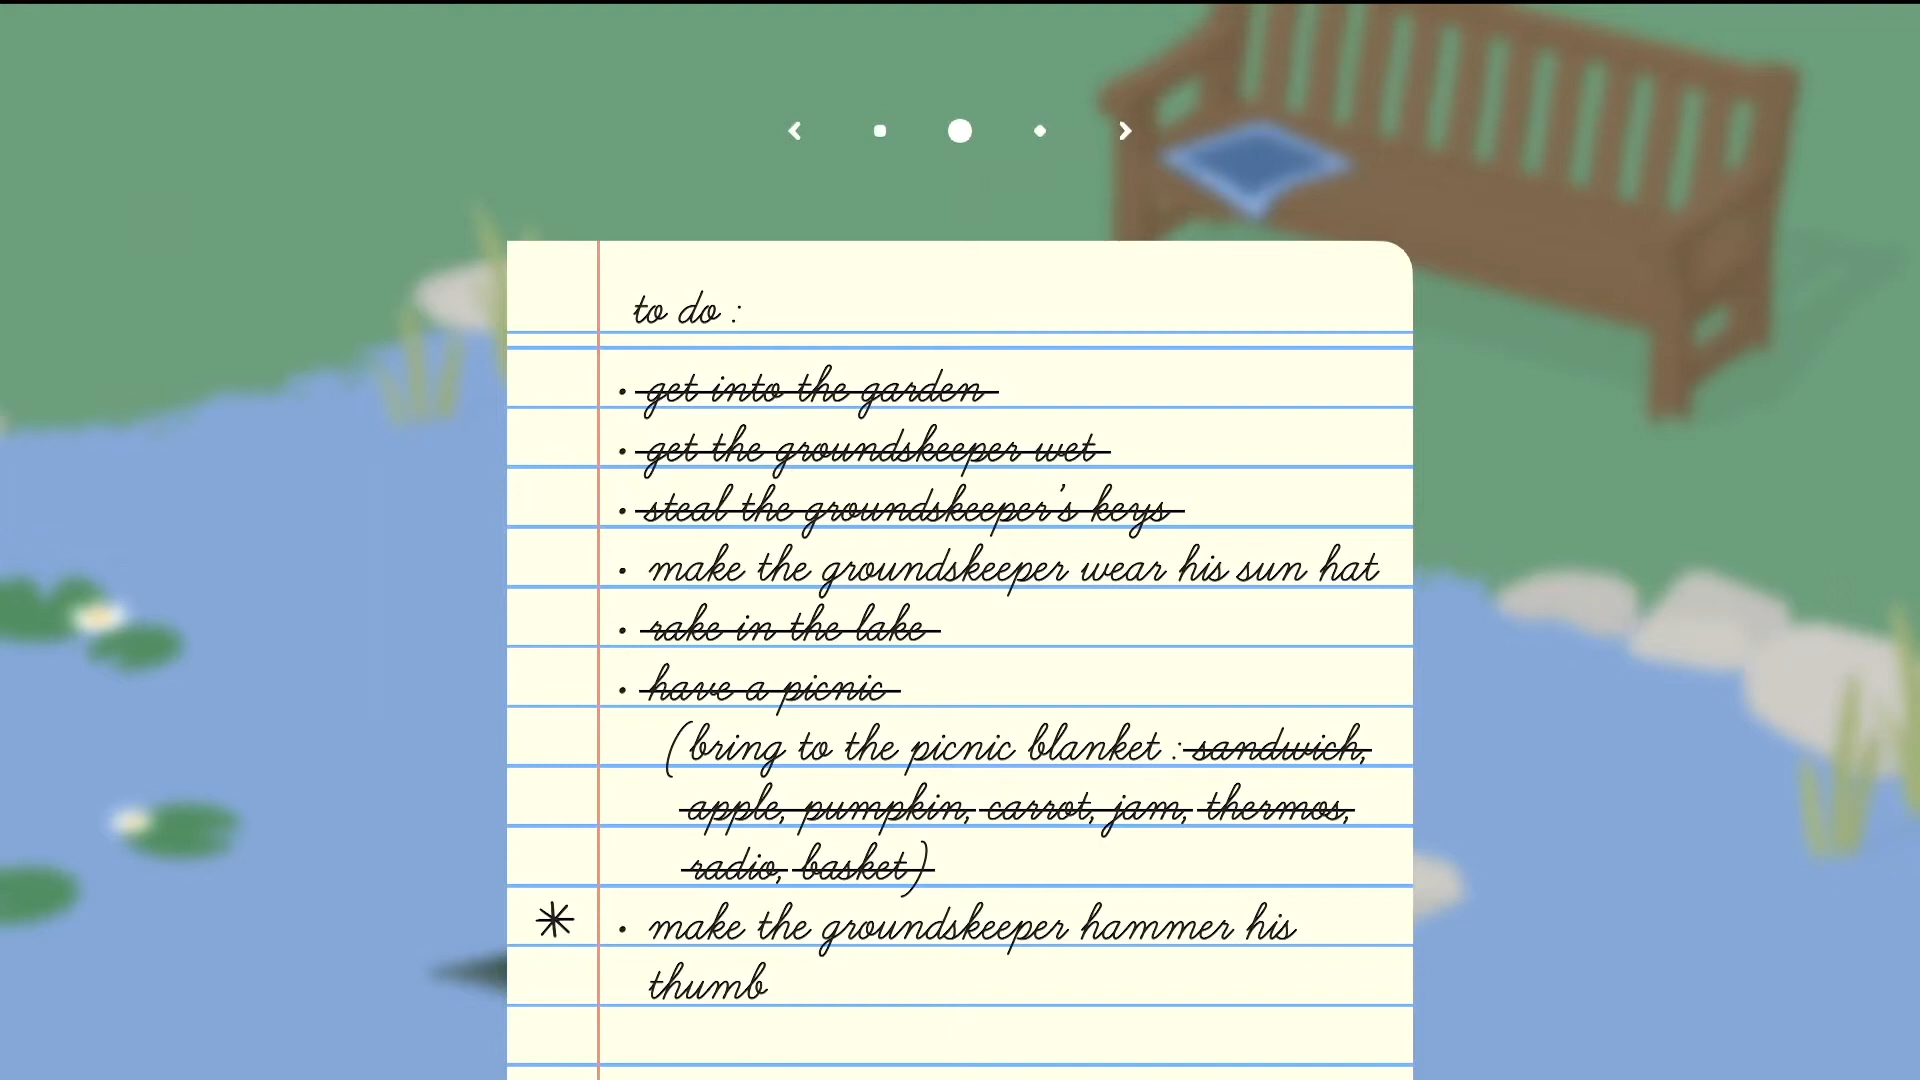 to do :
• get into the garden
• get the groundskeeper wet
• steal the groundskeeper's keys
• make the groundskeeper wear his sun hat
• rake in the lake
• have a picnic
(bring to the picnic blanket : sandwich,
apple, pumpkin, carrot, jam, thermos,
radio, basket)
* • make the groundskeeper hammer his
thumb